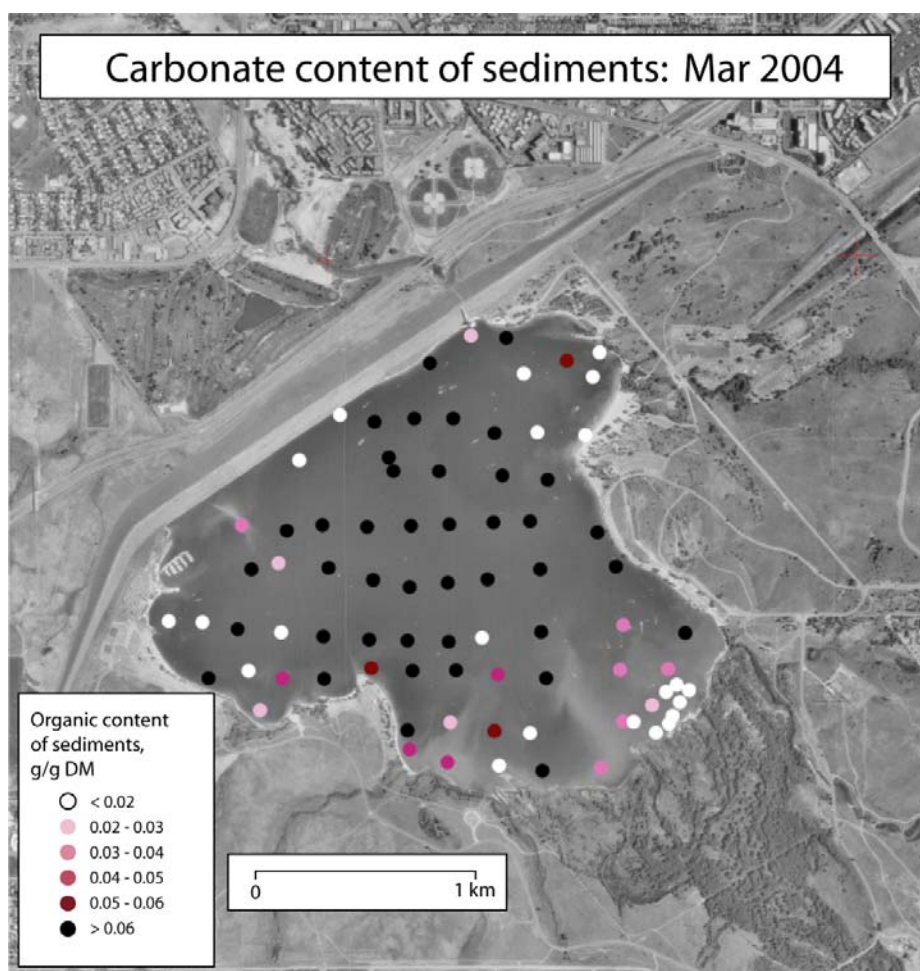 Carbonate content of sediments: Mar 2004
Organic content
of sediments,
g/g DM
< 0.02
0.02 - 0.03
0.03 - 0.04
0.04 - 0.05
0.05 - 0.06
> 0.06
0 1 km